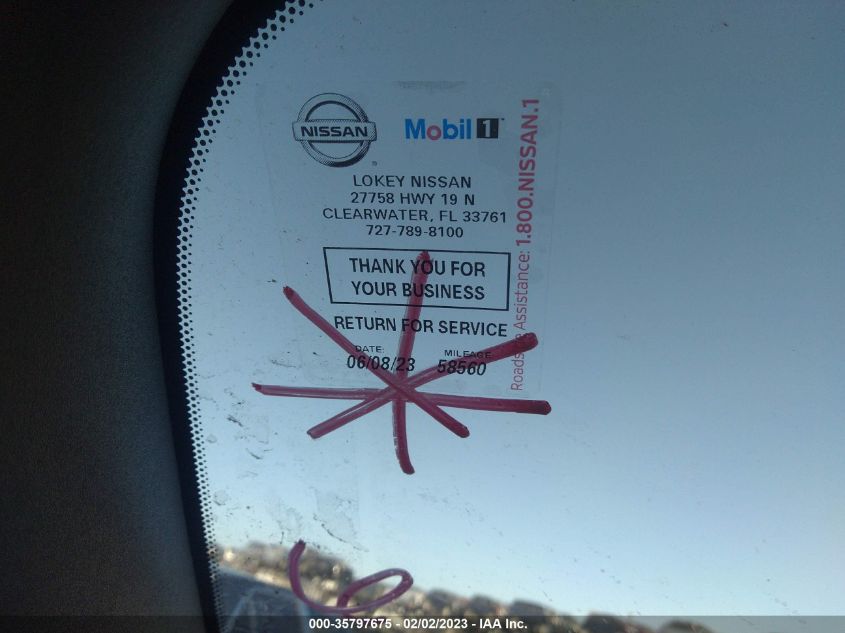 NISSAN
Mobil 1
LOKEY NISSAN
27758 HWY 19 N
CLEARWATER, FL 33761
727-789-8100
THANK YOU FOR
YOUR BUSINESS
RETURN FOR SERVICE
DATE: MILEAGE:
06/08/23 58560
Roadside Assistance: 1.800.NISSAN.1
000-35797675 - 02/02/2023 - IAA Inc.